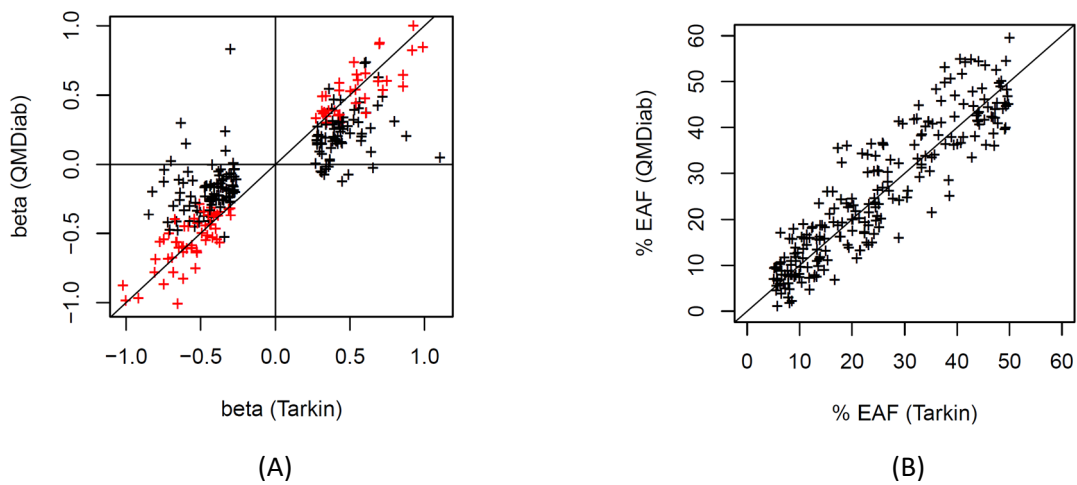 beta (QMDiab)
1.0
0.5
0.0
−0.5
−1.0
−1.0 −0.5 0.0 0.5 1.0
beta (Tarkin)
(A)
% EAF (QMDiab)
60
50
40
30
20
10
0
0 10 20 30 40 50 60
% EAF (Tarkin)
(B)